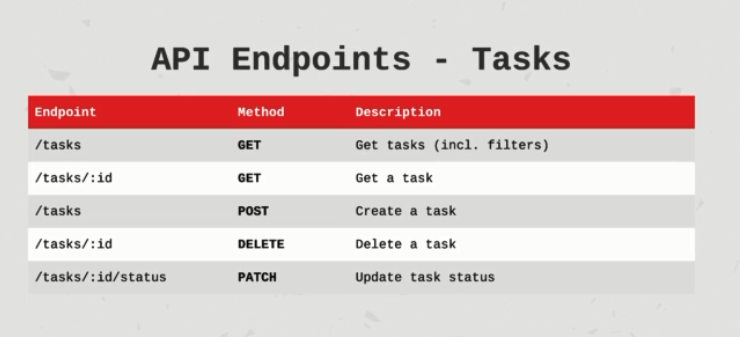 API Endpoints - Tasks
Endpoint Method Description
/tasks GET Get tasks (incl. filters)
/tasks/:id GET Get a task
/tasks POST Create a task
/tasks/:id DELETE Delete a task
/tasks/:id/status PATCH Update task status